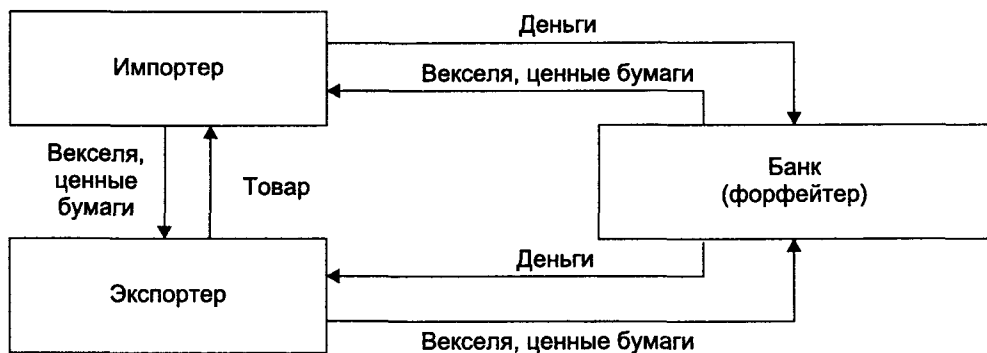 Деньги
Импортер
Векселя, ценные бумаги
Векселя,
ценные
бумаги
Товар
Банк
(форфейтер)
Деньги
Экспортер
Векселя, ценные бумаги